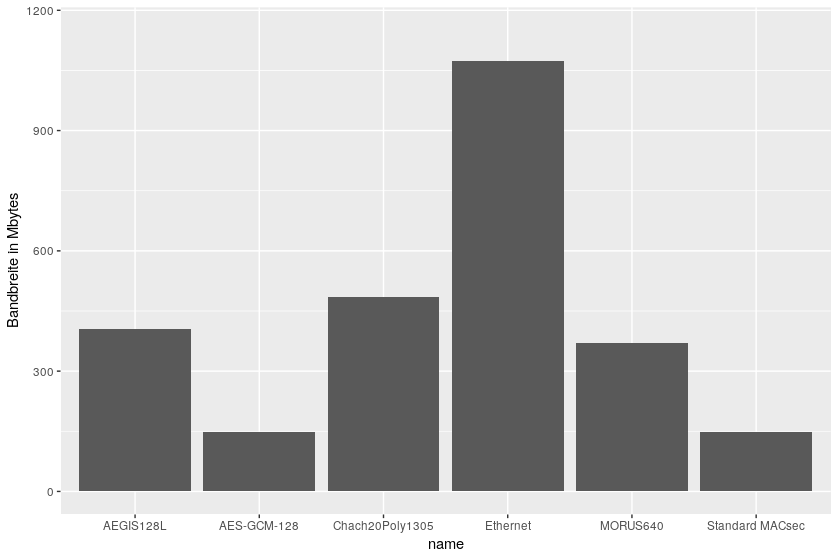 1200
900
600
300
0
Bandbreite in Mbytes
AEGIS128L
AES-GCM-128
Chach20Poly1305
Ethernet
MORUS640
Standard MACsec
name